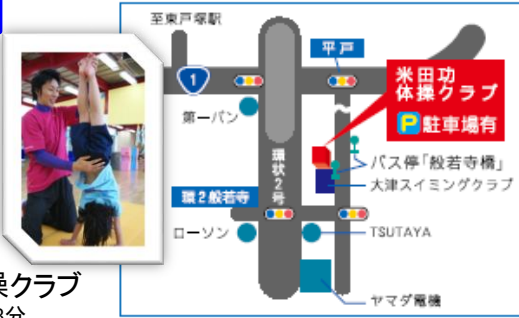 至東戸塚駅
平戸
1
米田功
体操クラブ
P 駐車場有
第一パン
環状2号
バス停「般若寺橋」
大津スイミングクラブ
環2般若寺
ローソン
TSUTAYA
ヤマダ電機
操クラブ